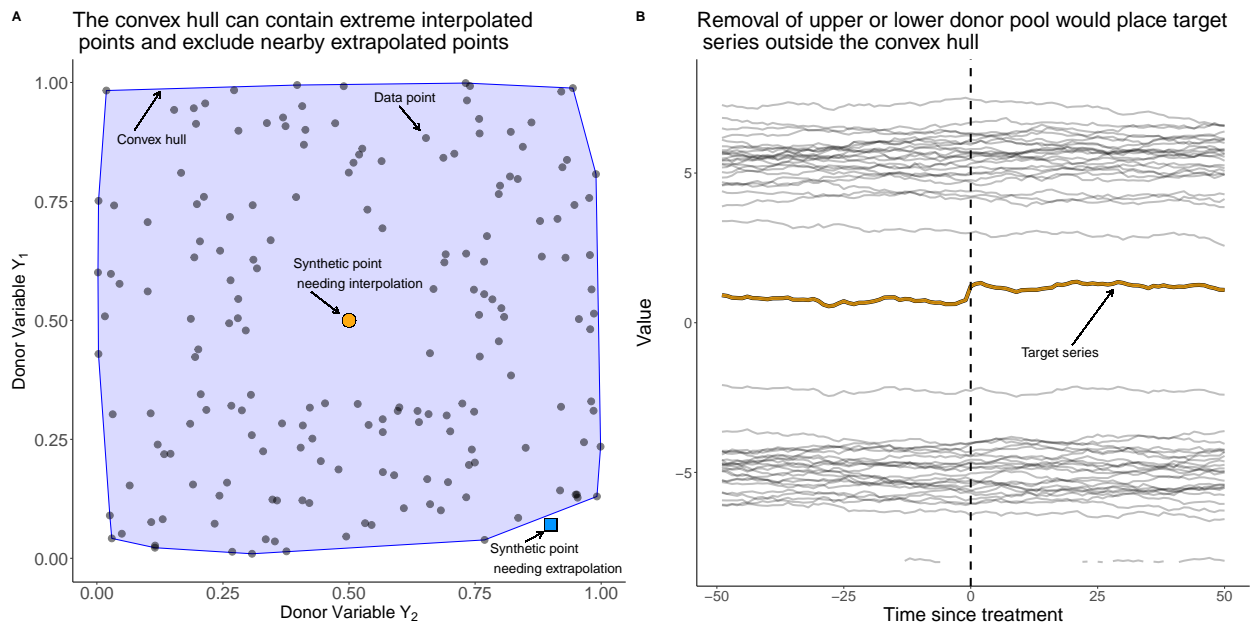 A
The convex hull can contain extreme interpolated
points and exclude nearby extrapolated points
1.00
0.75
0.50
0.25
0.00
Donor Variable Y1
Convex hull
Data point
Synthetic point
needing interpolation
Synthetic point
needing extrapolation
0.00
0.25
0.50
0.75
1.00
Donor Variable Y2
B
Removal of upper or lower donor pool would place target
series outside the convex hull
5
0
−5
Value
Target series
−50
−25
0
25
50
Time since treatment